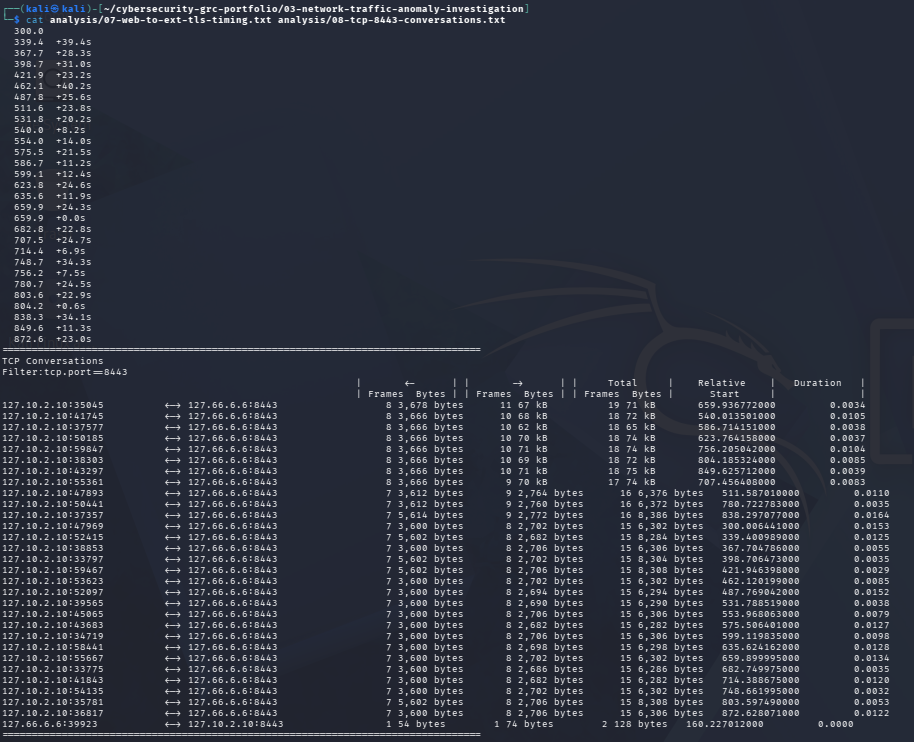 ┌──(kali㉿kali)-[~/cybersecurity-grc-portfolio/03-network-traffic-anomaly-investigation]
└─$ cat analysis/07-web-to-ext-tls-timing.txt analysis/08-tcp-8443-conversations.txt
300.0
339.4 +39.4s
367.7 +28.3s
398.7 +31.0s
421.9 +23.2s
462.1 +40.2s
487.8 +25.6s
511.6 +23.8s
531.8 +20.2s
540.0 +8.2s
554.0 +14.0s
575.5 +21.5s
586.7 +11.2s
599.1 +12.4s
623.8 +24.6s
635.6 +11.9s
659.9 +24.3s
659.9 +0.0s
682.8 +22.8s
707.5 +24.7s
714.4 +6.9s
748.7 +34.3s
756.2 +7.5s
780.7 +24.5s
803.6 +22.9s
804.2 +0.6s
838.3 +34.1s
849.6 +11.3s
872.6 +23.0s
================================================================================
TCP Conversations
Filter:tcp.port==8443
| <- | | -> | | Total | Relative | Duration |
| Frames Bytes | | Frames Bytes | | Frames Bytes | Start | |
127.10.2.10:35045 <-> 127.66.6.6:8443 8 3,678 bytes 11 67 kB 19 71 kB 659.936772000 0.0034
127.10.2.10:41745 <-> 127.66.6.6:8443 8 3,666 bytes 10 68 kB 18 72 kB 540.013501000 0.0105
127.10.2.10:37577 <-> 127.66.6.6:8443 8 3,666 bytes 10 62 kB 18 65 kB 586.714151000 0.0038
127.10.2.10:50185 <-> 127.66.6.6:8443 8 3,666 bytes 10 70 kB 18 74 kB 623.764158000 0.0037
127.10.2.10:59847 <-> 127.66.6.6:8443 8 3,666 bytes 10 71 kB 18 74 kB 756.205042000 0.0104
127.10.2.10:38303 <-> 127.66.6.6:8443 8 3,666 bytes 10 69 kB 18 72 kB 804.185324000 0.0085
127.10.2.10:43297 <-> 127.66.6.6:8443 8 3,666 bytes 10 71 kB 18 75 kB 849.625712000 0.0039
127.10.2.10:55361 <-> 127.66.6.6:8443 8 3,666 bytes 9 70 kB 17 74 kB 707.456408000 0.0083
127.10.2.10:47893 <-> 127.66.6.6:8443 7 3,612 bytes 9 2,764 bytes 16 6,376 bytes 511.587010000 0.0110
127.10.2.10:50441 <-> 127.66.6.6:8443 7 3,612 bytes 9 2,760 bytes 16 6,372 bytes 780.722783000 0.0035
127.10.2.10:37357 <-> 127.66.6.6:8443 7 5,614 bytes 9 2,772 bytes 16 8,386 bytes 838.297077000 0.0164
127.10.2.10:47969 <-> 127.66.6.6:8443 7 3,600 bytes 8 2,702 bytes 15 6,302 bytes 300.006441000 0.0153
127.10.2.10:52415 <-> 127.66.6.6:8443 7 5,602 bytes 8 2,682 bytes 15 8,284 bytes 339.400989000 0.0125
127.10.2.10:38853 <-> 127.66.6.6:8443 7 3,600 bytes 8 2,706 bytes 15 6,306 bytes 367.704786000 0.0055
127.10.2.10:33797 <-> 127.66.6.6:8443 7 5,602 bytes 8 2,702 bytes 15 8,304 bytes 398.706473000 0.0035
127.10.2.10:59467 <-> 127.66.6.6:8443 7 5,602 bytes 8 2,706 bytes 15 8,308 bytes 421.946398000 0.0029
127.10.2.10:53623 <-> 127.66.6.6:8443 7 3,600 bytes 8 2,702 bytes 15 6,302 bytes 462.120199000 0.0085
127.10.2.10:52097 <-> 127.66.6.6:8443 7 3,600 bytes 8 2,694 bytes 15 6,294 bytes 487.769042000 0.0152
127.10.2.10:39565 <-> 127.66.6.6:8443 7 3,600 bytes 8 2,690 bytes 15 6,290 bytes 531.788519000 0.0038
127.10.2.10:45065 <-> 127.66.6.6:8443 7 3,600 bytes 8 2,706 bytes 15 6,306 bytes 553.968063000 0.0079
127.10.2.10:43683 <-> 127.66.6.6:8443 7 3,600 bytes 8 2,682 bytes 15 6,282 bytes 575.506401000 0.0127
127.10.2.10:34719 <-> 127.66.6.6:8443 7 3,600 bytes 8 2,706 bytes 15 6,306 bytes 599.119835000 0.0098
127.10.2.10:58441 <-> 127.66.6.6:8443 7 3,600 bytes 8 2,698 bytes 15 6,298 bytes 635.624162000 0.0128
127.10.2.10:55667 <-> 127.66.6.6:8443 7 3,600 bytes 8 2,702 bytes 15 6,302 bytes 659.899995000 0.0134
127.10.2.10:33775 <-> 127.66.6.6:8443 7 3,600 bytes 8 2,686 bytes 15 6,286 bytes 682.749975000 0.0035
127.10.2.10:41843 <-> 127.66.6.6:8443 7 3,600 bytes 8 2,682 bytes 15 6,282 bytes 714.388675000 0.0120
127.10.2.10:54135 <-> 127.66.6.6:8443 7 3,600 bytes 8 2,702 bytes 15 6,302 bytes 748.661995000 0.0032
127.10.2.10:35781 <-> 127.66.6.6:8443 7 5,602 bytes 8 2,706 bytes 15 8,308 bytes 803.597490000 0.0053
127.10.2.10:36817 <-> 127.66.6.6:8443 7 3,600 bytes 8 2,706 bytes 15 6,306 bytes 872.628071000 0.0122
127.66.6.6:39923 <-> 127.10.2.10:8443 1 54 bytes 1 74 bytes 2 128 bytes 160.227012000 0.0000
================================================================================